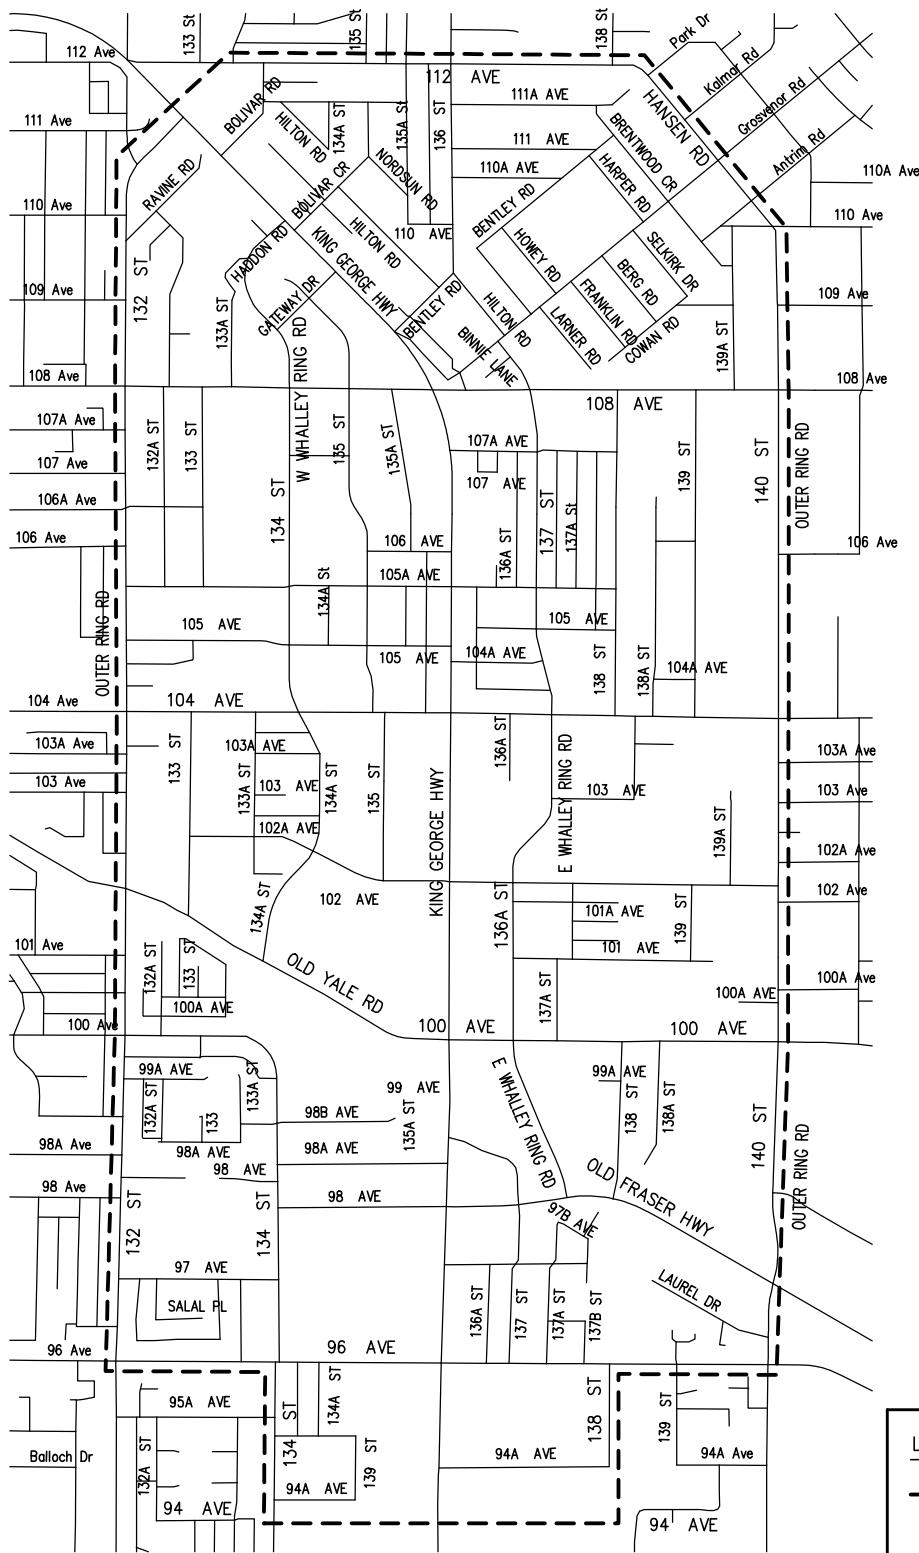 133 St
135 St
138 St
Park Dr
112 Ave
Kalmar Rd
112 AVE
Grosvenor Rd
BOLIVAR RD
111A AVE
HANSEN RD
111 Ave
HILTON RD
134A ST
135A ST
136 ST
BRENTWOOD CR
Antrim Rd
111 AVE
NORDSUN RD
110A AVE
HARPER RD
110A Ave
RAVINE RD
BOLIVAR CR
110 Ave
BENTLEY RD
110 Ave
HADDON RD
KING GEORGE HWY
HILTON RD
110 AVE
HOWEY RD
SELKIRK DR
132 ST
GATEWAY DR
BERG RD
109 Ave
133A ST
BENTLEY RD
HILTON RD
FRANKLIN RD
109 Ave
W WHALLEY RING RD
BINNIE LANE
LARNER RD
COWAN RD
139A ST
108 Ave
108 Ave
108 AVE
107A Ave
132A ST
133 ST
135 ST
135A ST
107A AVE
139 ST
140 ST
OUTER RING RD
107 Ave
107 AVE
106A Ave
134 ST
136A ST
137 ST
137A St
106 Ave
106 AVE
106 Ave
105A AVE
134A St
OUTER RING RD
105 AVE
105 AVE
105 AVE
104A AVE
138 ST
138A ST
104A AVE
104 Ave
104 AVE
103A Ave
133 ST
103A AVE
136A ST
E WHALLEY RING RD
103A Ave
103 Ave
133A ST
103 AVE
134A ST
135 ST
KING GEORGE HWY
103 AVE
103 Ave
102A AVE
139A ST
102A Ave
134A ST
102 AVE
102 Ave
136A ST
101A AVE
139 ST
101 Ave
101 AVE
132A ST
133 ST
OLD YALE RD
100A Ave
100A AVE
137A ST
100A AVE
100 Ave
100 AVE
100 AVE
99A AVE
133A ST
99 AVE
E WHALLEY RING RD
99A AVE
132A ST
133
98B AVE
135A ST
138 ST
138A ST
140 ST
OUTER RING RD
98A Ave
98A AVE
98A AVE
98 AVE
OLD FRASER HWY
98 Ave
98 AVE
132 ST
134 ST
97B AVE
97 AVE
LAUREL DR
SALAL PL
136A ST
137 ST
137A ST
137B ST
96 Ave
96 AVE
95A AVE
134 ST
134A ST
138 ST
139 ST
Balloch Dr
132A ST
139 ST
94A AVE
94A Ave
94A AVE
94 AVE
94 AVE